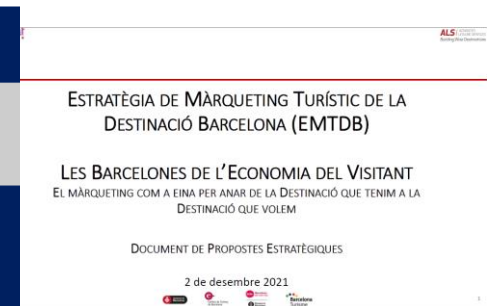 ALS
ESTRATÈGIA DE MÀRQUETING TURÍSTIC DE LA
DESTINACIÓ BARCELONA (EMTDB)
LES BARCELONES DE L'ECONOMIA DEL VISITANT
EL MÀRQUETING COM A EINA PER ANAR DE LA DESTINACIÓ QUE TENIM A LA
DESTINACIÓ QUE VOLEM
DOCUMENT DE PROPOSTES ESTRATÈGIQUES
2 de desembre 2021
Barcelona
Turisme
1